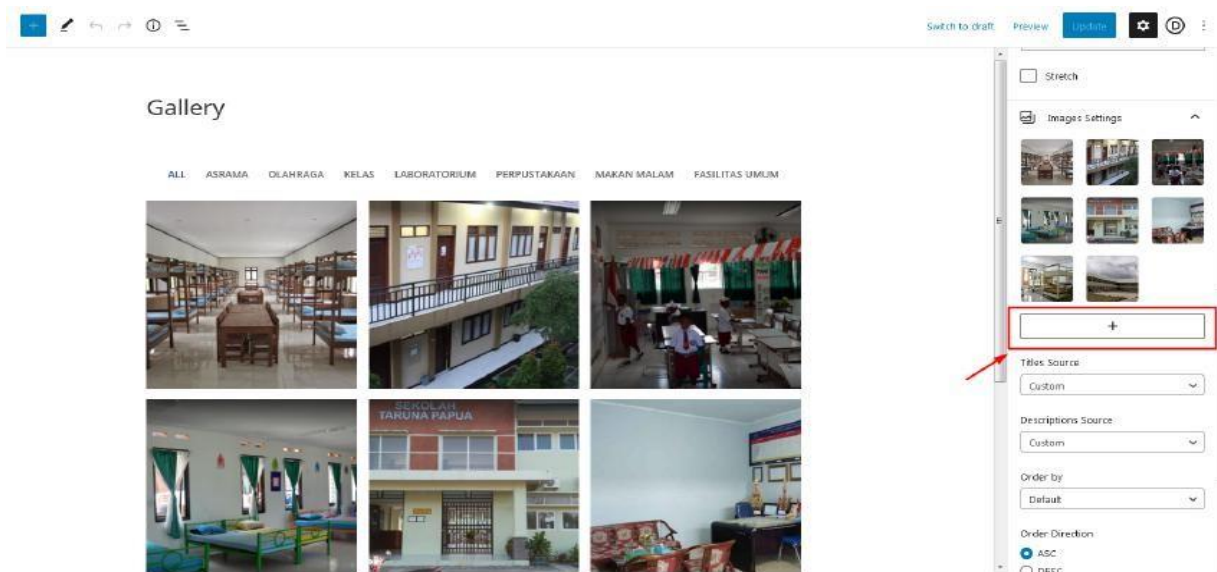 Switch to draft Preview Update
Stretch
Gallery
Images Settings
ALL ASRAMA OLAHRAGA KELAS LABORATORIUM PERPUSTAKAAN MAKAN MALAM FASILITAS UMUM
SEKOLAH
TARUNA PAPUA
+
Titles Source
Custom
Descriptions Source
Custom
Order by
Default
Order Direction
ASC
DESC